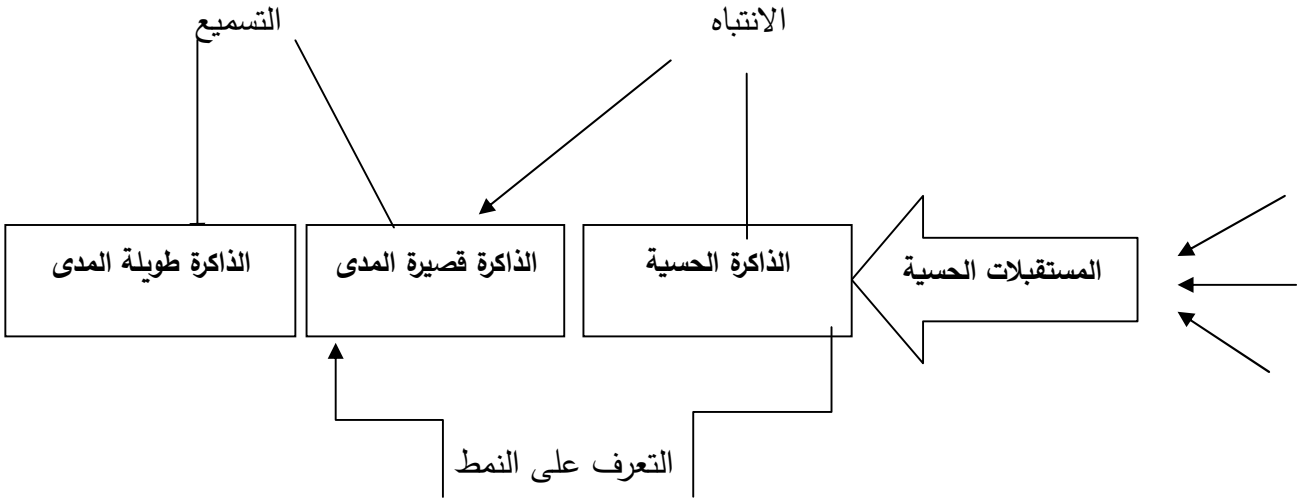 الانتباه
التسميع
المستقبلات الحسية
الذاكرة الحسية
الذاكرة قصيرة المدى
الذاكرة طويلة المدى
التعرف على النمط